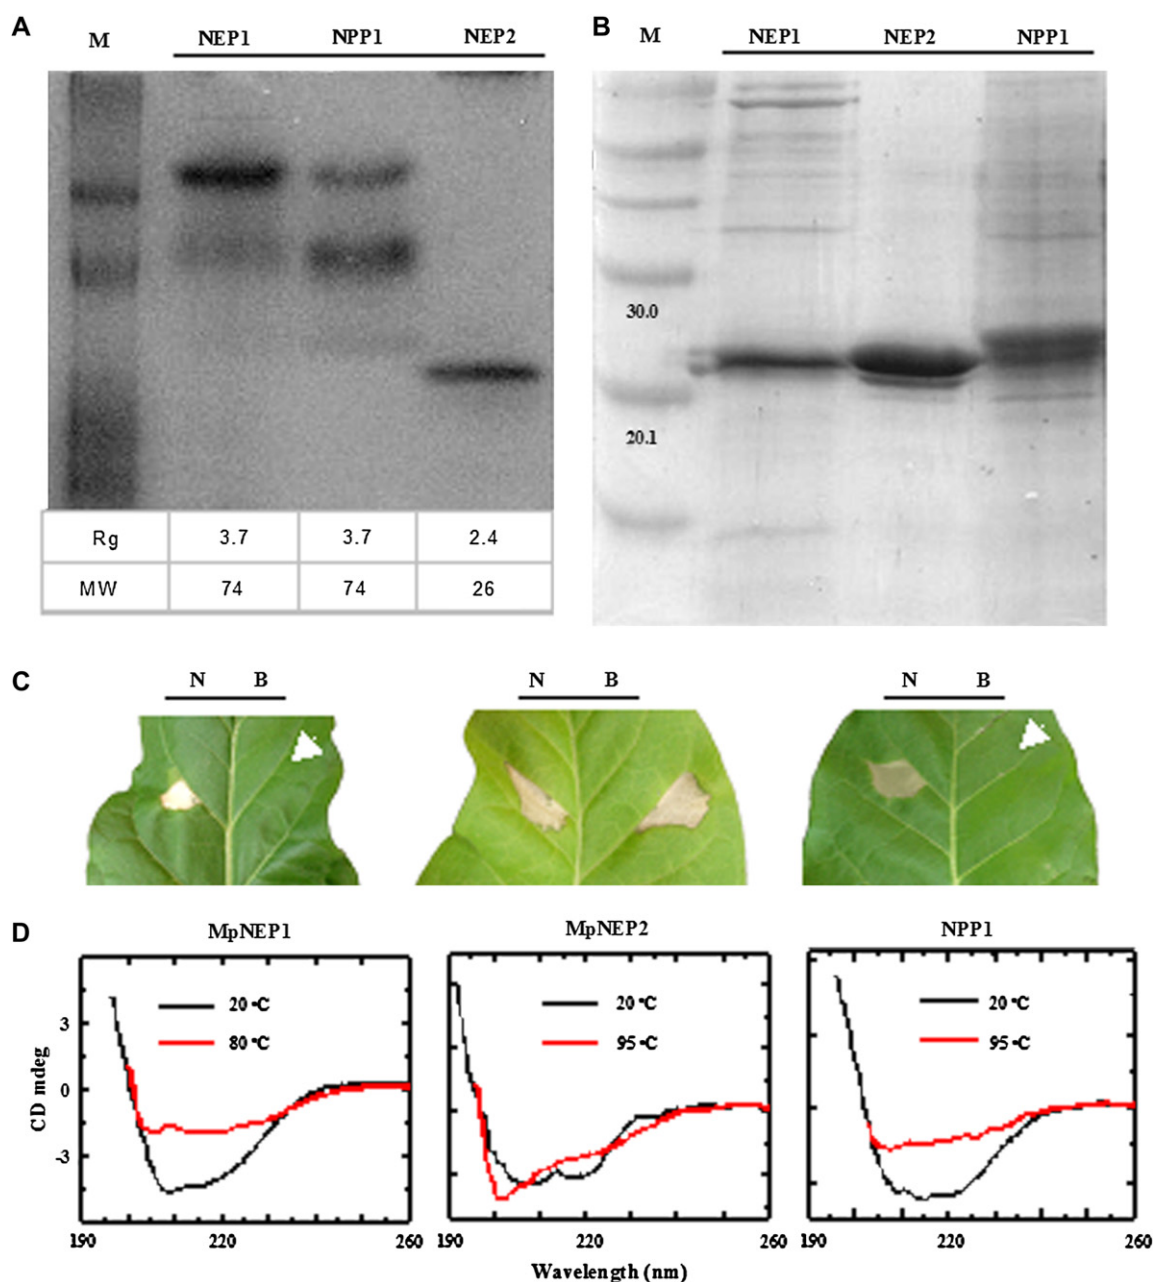 A
M NEP1 NPP1 NEP2
Rg 3.7 3.7 2.4
MW 74 74 26
B
M NEP1 NEP2 NPP1
30.0
20.1
C
N B N B N B
D
MpNEP1 MpNEP2 NPP1
20 °C 20 °C 20 °C
80 °C 95 °C 95 °C
CD mdeg
3
0
-3
190 220 260 190 220 260 190 220 260
Wavelength (nm)